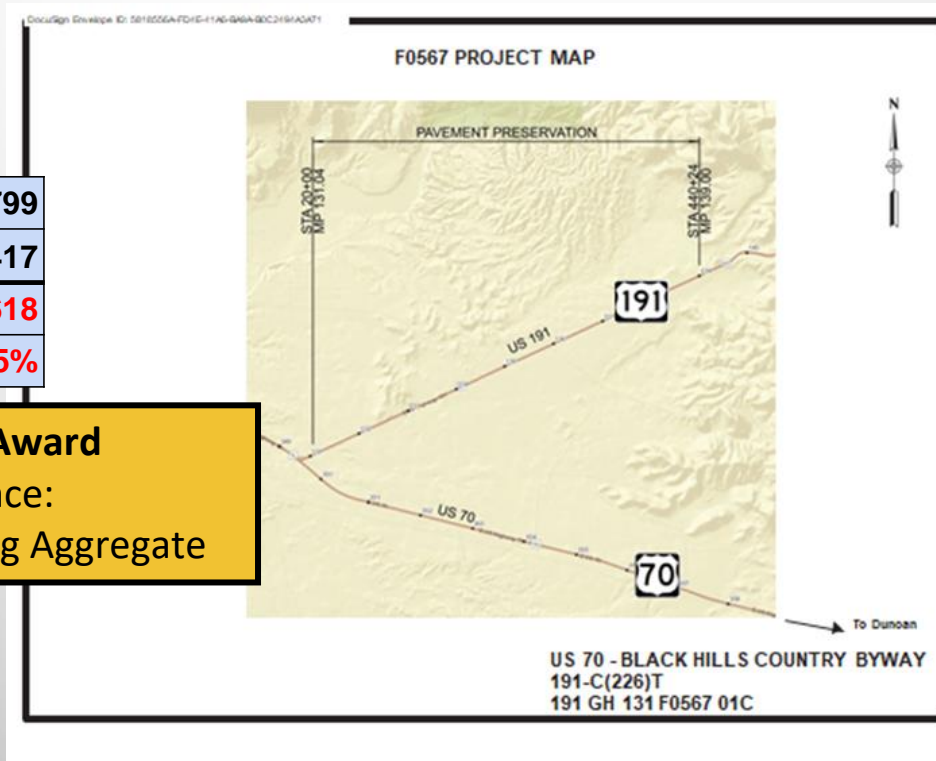 F0567 PROJECT MAP
N
PAVEMENT PRESERVATION
STA 20+00
MP 131.04
STA 440+24
MP 139.00
799
17
618
5%
191
US 191
Award
ce:
g Aggregate
US 70
70
To Dunoan
US 70 - BLACK HILLS COUNTRY BYWAY
191-C(226)T
191 GH 131 F0567 01C